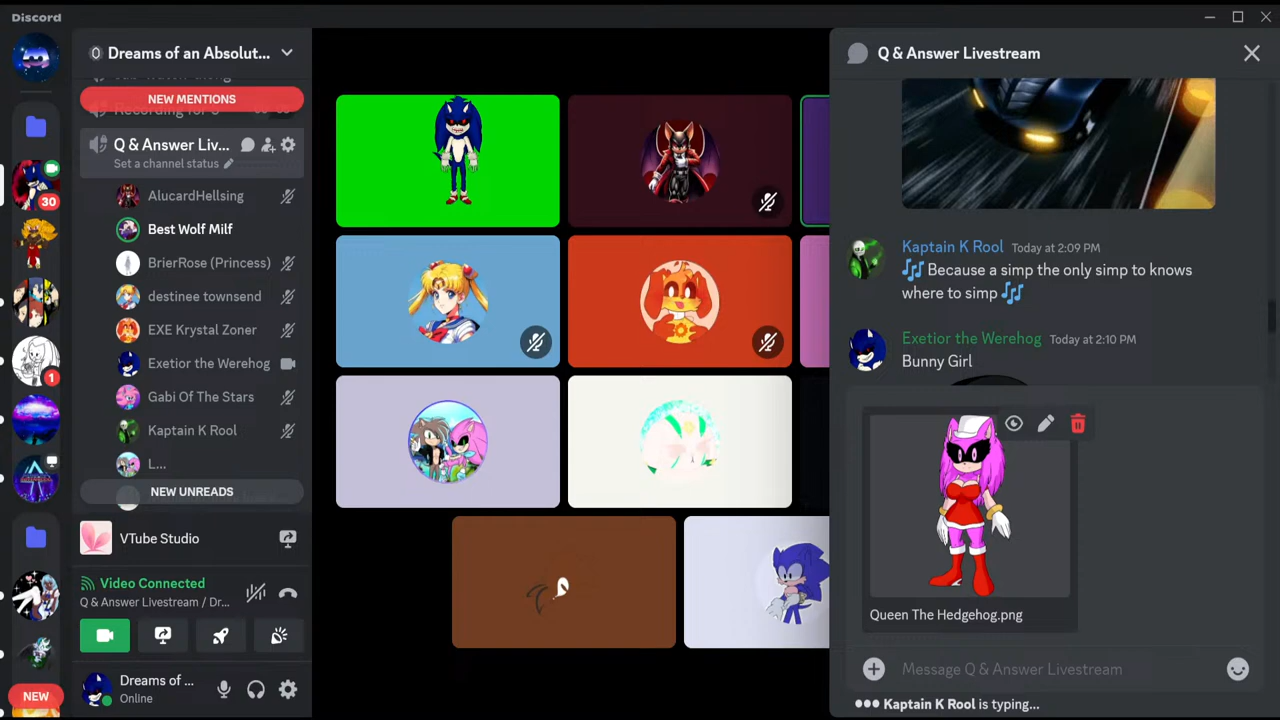 Discord
Dreams of an Absolut...
NEW MENTIONS
Q & Answer Liv...
Set a channel status
AlucardHellsing
Best Wolf Milf
BrierRose (Princess)
destinee townsend
EXE Krystal Zoner
Exetior the Werehog
Gabi Of The Stars
Kaptain K Rool
L...
NEW UNREADS
VTube Studio
Video Connected
Q & Answer Livestream / Dr...
Dreams of ...
Online
30
1
NEW
Q & Answer Livestream
Kaptain K Rool Today at 2:09 PM
🎶 Because a simp the only simp to knows
where to simp 🎶
Exetior the Werehog Today at 2:10 PM
Bunny Girl
Queen The Hedgehog.png
Message Q & Answer Livestream
Kaptain K Rool is typing...